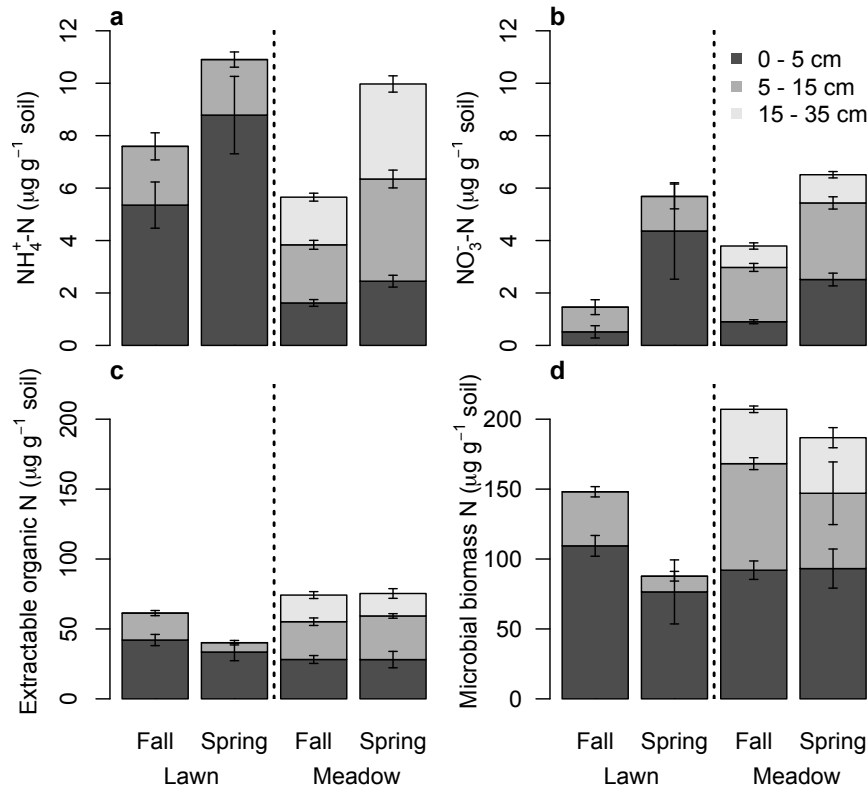 a
NH₄⁺-N (μg g⁻¹ soil)
12
10
8
6
4
2
0
b
NO₃⁻-N (μg g⁻¹ soil)
12
10
8
6
4
2
0
0 - 5 cm
5 - 15 cm
15 - 35 cm
c
Extractable organic N (μg g⁻¹ soil)
200
150
100
50
0
Fall Spring Fall Spring
Lawn Meadow
d
Microbial biomass N (μg g⁻¹ soil)
200
150
100
50
0
Fall Spring Fall Spring
Lawn Meadow